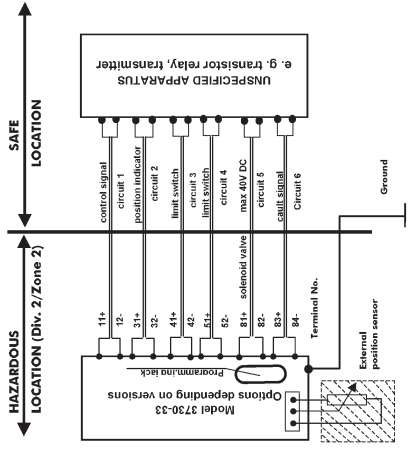 SAFE
LOCATION
UNSPECIFIED APPARATUS
e. g. transistor relay, transmitter
control signal
circuit 1
position indicator
circuit 2
limit switch
circuit 3
limit switch
circuit 4
max 40V DC
circuit 5
cault signal
Circuit 6
Ground
HAZARDOUS
LOCATION (Div. 2/Zone 2)
solenoid valve
11+
12-
31+
32-
41+
42-
51+
52-
81+
82-
83+
84-
Terminal No.
Programm.ing jack
Model 3730-33
Options depending on versions
External
position sensor